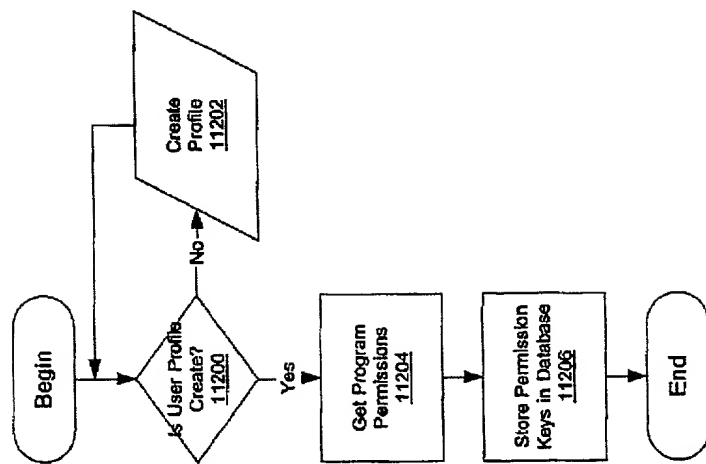 Begin
Is User Profile
Create?
11200
No
Create
Profile
11202
Yes
Get Program
Permissions
11204
Store Permission
Keys in Database
11206
End